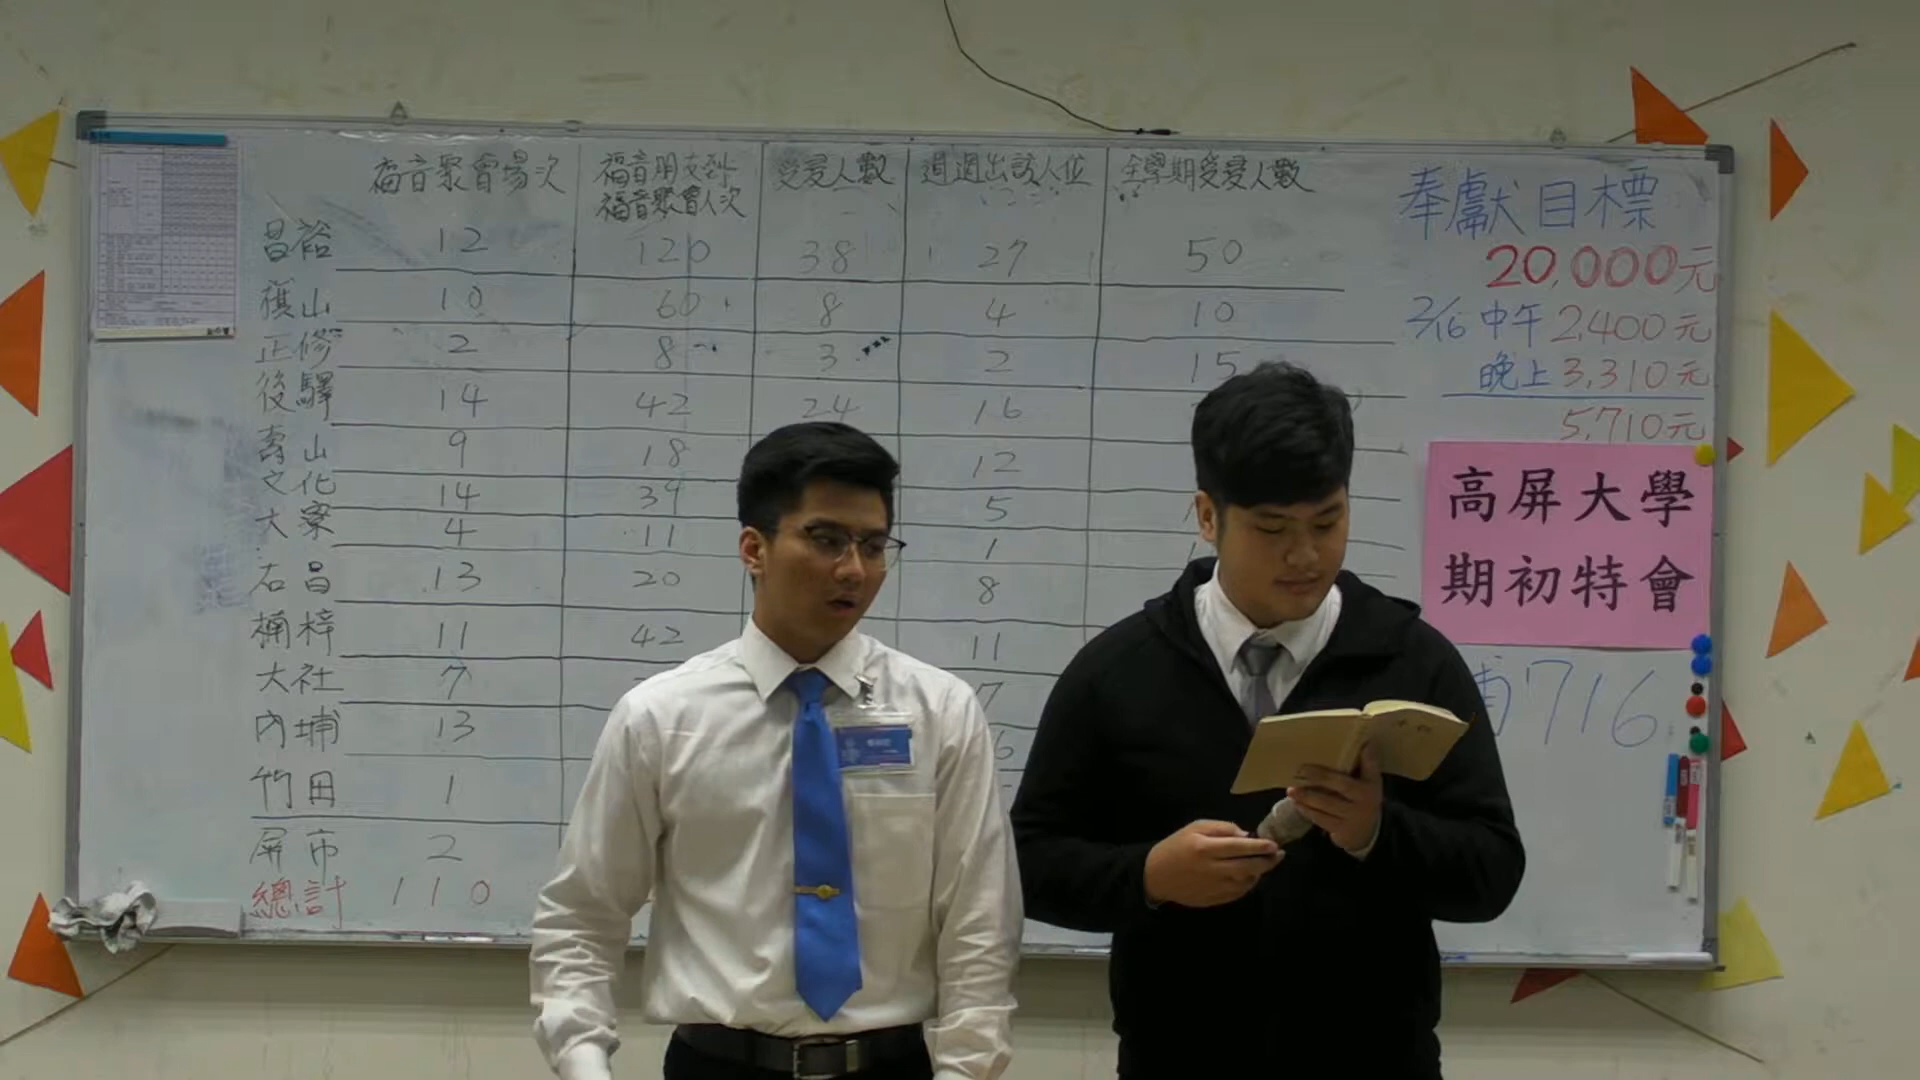 福音聚會場次 福音朋友到 受浸人數 週週出訪人位 全學期受浸人數
福音聚會人次
昌裕 12 120 38 27 50
旗山 10 60 8 4 10
正修 2 8 3 2 15
後驛 14 42 24 16
壽山 9 18 12
文化 14 39 5
大寮 4 11 1
右昌 13 20 8
楠梓 11 42 11
大社 7 7
內埔 13 6
竹田 1
屏市 2
總計 110
奉獻目標
20,000元
2/16 中午 2,400元
晚上 3,310元
5,710元
高屏大學
期初特會
716